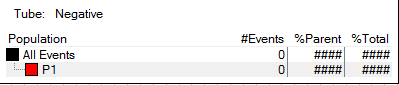 Tube: Negative
Population #Events %Parent %Total
All Events 0 #### ####
P1 0 #### ####